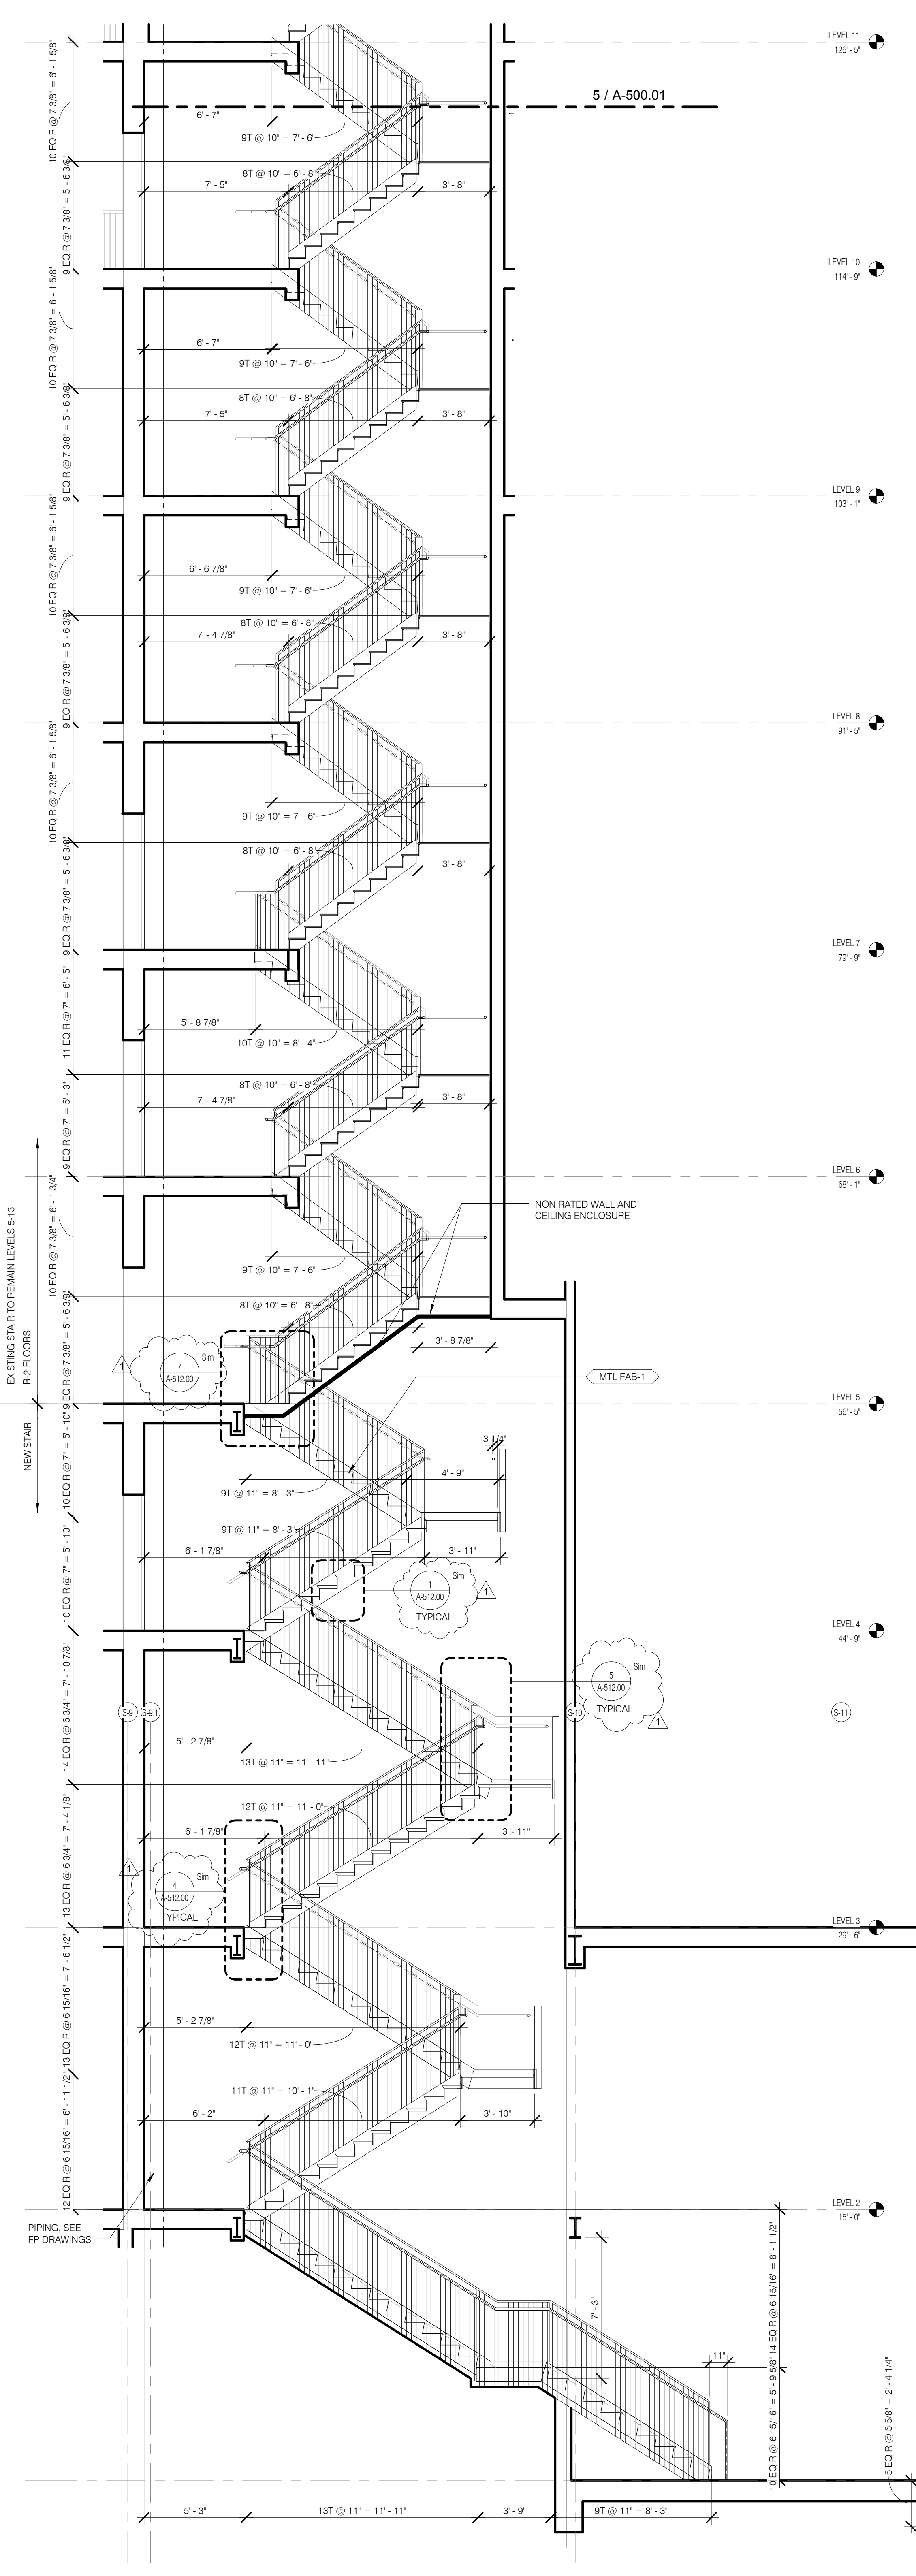 LEVEL 11
126' - 5"
10 EQ R @ 7 3/8" = 6' - 1 5/8"
5 / A-500.01
6' - 7"
9T @ 10" = 7' - 6"
8T @ 10" = 6' - 8"
7' - 5"
3' - 8"
9 EQ R @ 7 3/8" = 5' - 6 3/8"
LEVEL 10
114' - 9"
10 EQ R @ 7 3/8" = 6' - 1 5/8"
6' - 7"
9T @ 10" = 7' - 6"
8T @ 10" = 6' - 8"
7' - 5"
3' - 8"
9 EQ R @ 7 3/8" = 5' - 6 3/8"
LEVEL 9
103' - 1"
10 EQ R @ 7 3/8" = 6' - 1 5/8"
6' - 6 7/8"
9T @ 10" = 7' - 6"
8T @ 10" = 6' - 8"
7' - 4 7/8"
3' - 8"
9 EQ R @ 7 3/8" = 5' - 6 3/8"
LEVEL 8
91' - 5"
10 EQ R @ 7 3/8" = 6' - 1 5/8"
9T @ 10" = 7' - 6"
8T @ 10" = 6' - 8"
3' - 8"
9 EQ R @ 7 3/8" = 5' - 6 3/8"
LEVEL 7
79' - 9"
11 EQ R @ 7" = 6' - 5"
5' - 8 7/8"
10T @ 10" = 8' - 4"
8T @ 10" = 6' - 8"
7' - 4 7/8"
3' - 8"
9 EQ R @ 7" = 5' - 3"
LEVEL 6
68' - 1"
10 EQ R @ 7 3/8" = 6' - 1 3/4"
NON RATED WALL AND
CEILING ENCLOSURE
EXISTING STAIR TO REMAIN LEVELS 5-13
R-2 FLOORS
9T @ 10" = 7' - 6"
8T @ 10" = 6' - 8"
3' - 8 7/8"
9 EQ R @ 7 3/8" = 5' - 6 3/8"
1
7
A-512.00
Sim
MTL FAB-1
LEVEL 5
56' - 5"
NEW STAIR
10 EQ R @ 7" = 5' - 10"
3 1/4"
4' - 9"
9T @ 11" = 8' - 3"
9T @ 11" = 8' - 3"
6' - 1 7/8"
3' - 11"
10 EQ R @ 7" = 5' - 10"
1
A-512.00
Sim
TYPICAL
1
LEVEL 4
44' - 9"
14 EQ R @ 6 3/4" = 7' - 10 7/8"
5
A-512.00
Sim
TYPICAL
1
S-9
S-9.1
S-10
S-11
5' - 2 7/8"
13T @ 11" = 11' - 11"
12T @ 11" = 11' - 0"
6' - 1 7/8"
3' - 11"
13 EQ R @ 6 3/4" = 7' - 4 1/8"
1
4
A-512.00
Sim
TYPICAL
LEVEL 3
29' - 6"
13 EQ R @ 6 15/16" = 7' - 6 1/2"
5' - 2 7/8"
12T @ 11" = 11' - 0"
11T @ 11" = 10' - 1"
6' - 2"
3' - 10"
12 EQ R @ 6 15/16" = 6' - 11 1/2"
LEVEL 2
15' - 0"
PIPING, SEE
FP DRAWINGS
7' - 3"
11"
14 EQ R @ 6 15/16" = 8' - 1 1/2"
10 EQ R @ 6 15/16" = 5' - 9 5/8"
5 EQ R @ 5 5/8" = 2' - 4 1/4"
5' - 3"
13T @ 11" = 11' - 11"
3' - 9"
9T @ 11" = 8' - 3"